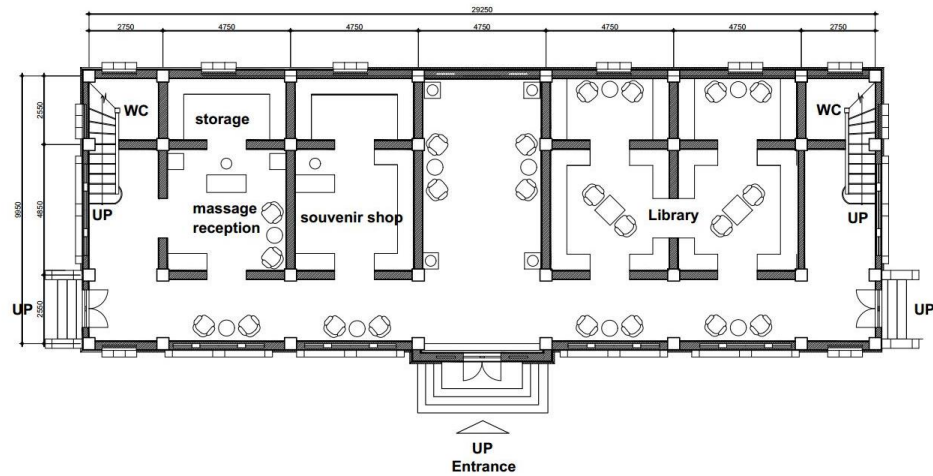 29250
2750 4750 4750 4750 4750 4750 2750
2550
WC
WC
storage
9950
4850
massage
reception
souvenir shop
Library
UP
UP
2550
UP
UP
UP
Entrance